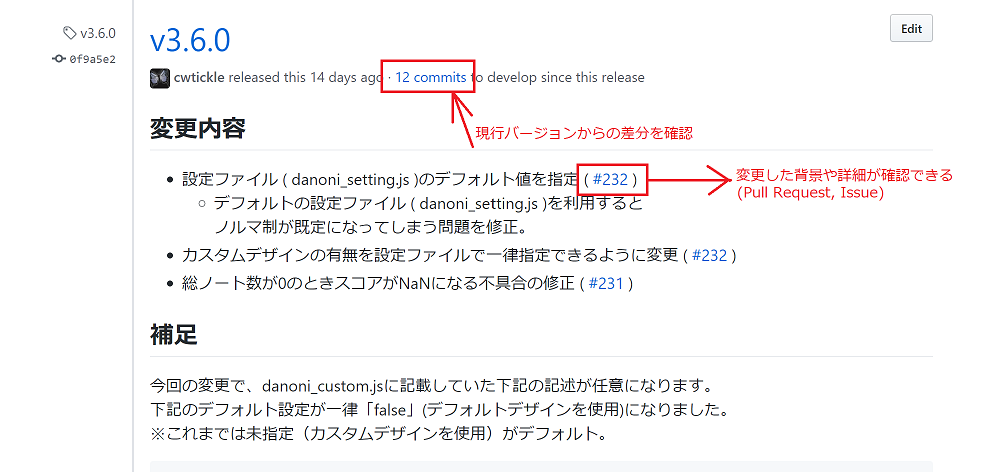 v3.6.0
0f9a5e2
v3.6.0
Edit
cwtickle released this 14 days ago · 12 commits to develop since this release
現行バージョンからの差分を確認
変更内容
設定ファイル ( danoni_setting.js )のデフォルト値を指定 ( #232 )
変更した背景や詳細が確認できる
(Pull Request, Issue)
デフォルトの設定ファイル ( danoni_setting.js )を利用すると
ノルマ制が既定になってしまう問題を修正。
カスタムデザインの有無を設定ファイルで一律指定できるように変更 ( #232 )
総ノート数が0のときスコアがNaNになる不具合の修正 ( #231 )
補足
今回の変更で、danoni_custom.jsに記載していた下記の記述が任意になります。
下記のデフォルト設定が一律「false」(デフォルトデザインを使用)になりました。
※これまでは未指定（カスタムデザインを使用）がデフォルト。